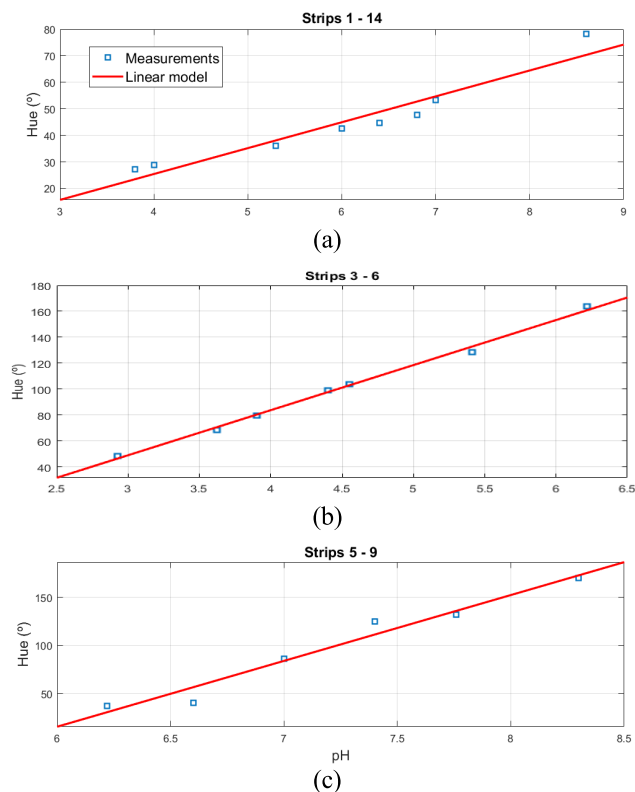 Strips 1 - 14
80
70
60
50
40
30
20
Hue (º)
Measurements
Linear model
3 4 5 6 7 8 9
(a)
Strips 3 - 6
180
160
140
120
100
80
60
40
Hue (º)
2.5 3 3.5 4 4.5 5 5.5 6 6.5
(b)
Strips 5 - 9
150
100
50
Hue (º)
6 6.5 7 7.5 8 8.5
pH
(c)